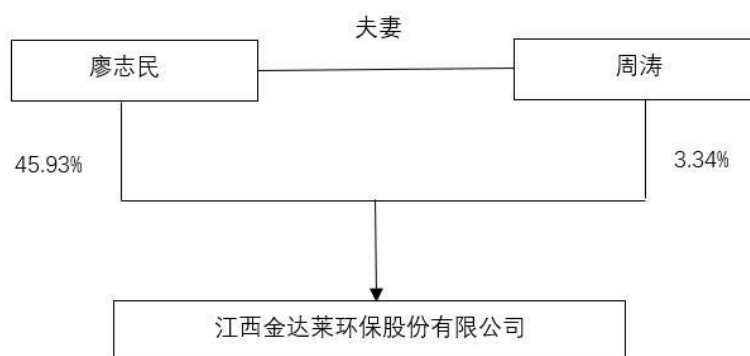 夫妻
廖志民
周涛
45.93%
3.34%
江西金达莱环保股份有限公司